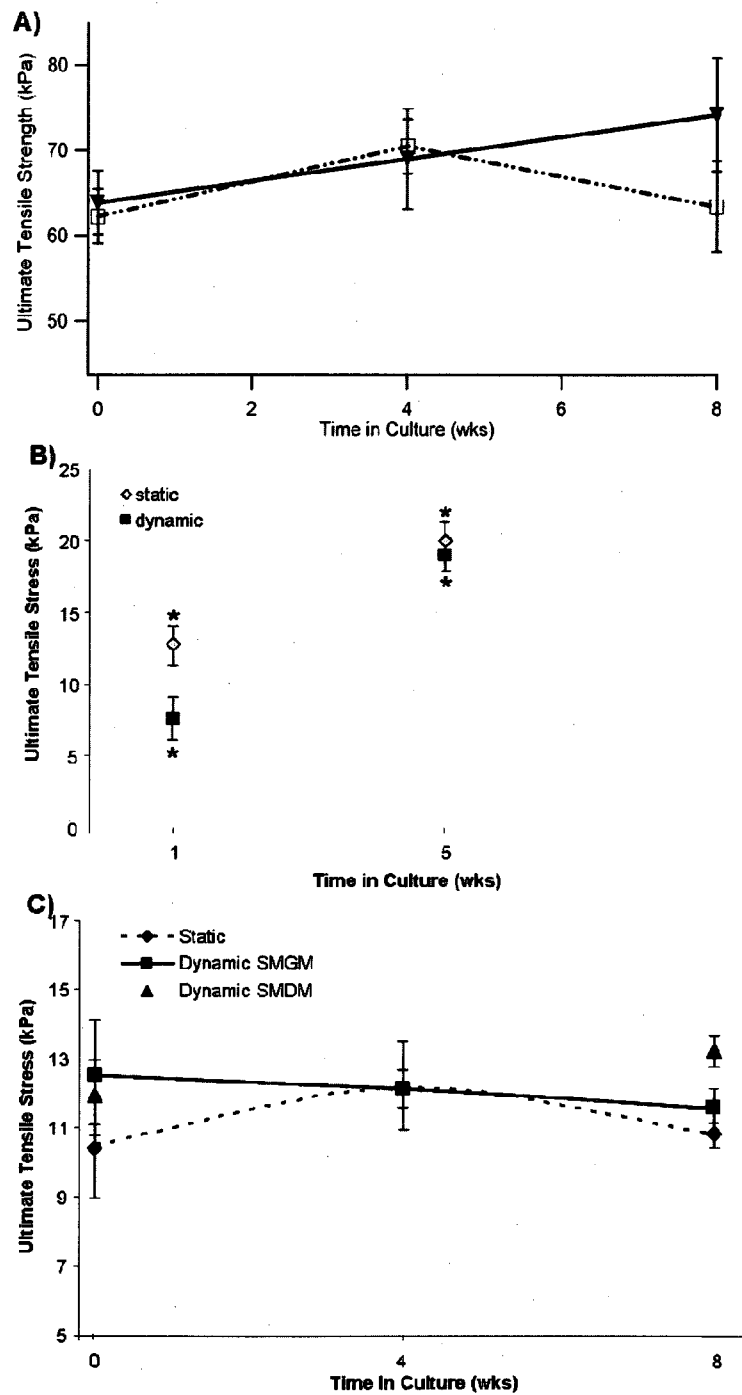 A)
Ultimate Tensile Strength (kPa)
80
70
60
50
0 2 4 6 8
Time in Culture (wks)
B)
Ultimate Tensile Stress (kPa)
25
20
15
10
5
0
static
dynamic
*
*
*
*
1 5
Time in Culture (wks)
C)
Ultimate Tensile Stress (kPa)
17
15
13
11
9
7
5
Static
Dynamic SMGM
Dynamic SMDM
0 4 8
Time In Culture (wks)